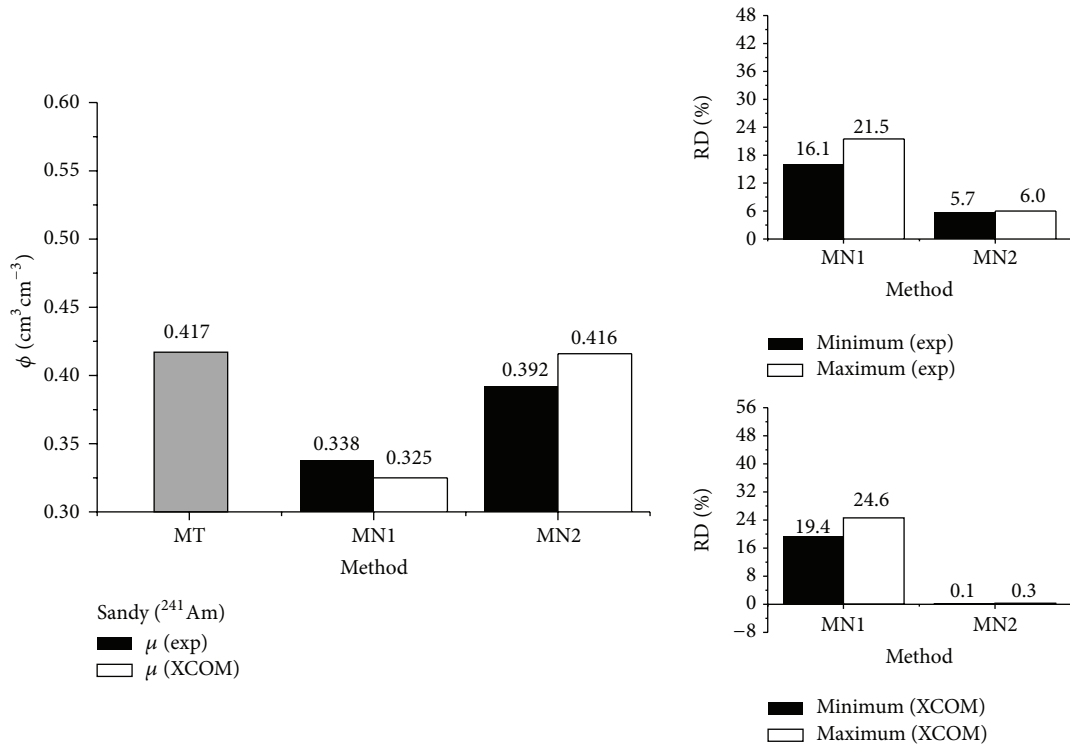 0.60
0.55
0.50
0.45
0.40
0.35
0.30
ϕ (cm³cm⁻³)
0.417
0.338
0.325
0.392
0.416
MT
MN1
MN2
Method
Sandy (²⁴¹Am)
μ (exp)
μ (XCOM)
48
42
36
30
24
18
12
6
0
RD (%)
16.1
21.5
5.7
6.0
MN1
MN2
Method
Minimum (exp)
Maximum (exp)
56
48
40
32
24
16
8
0
−8
RD (%)
19.4
24.6
0.1
0.3
MN1
MN2
Method
Minimum (XCOM)
Maximum (XCOM)